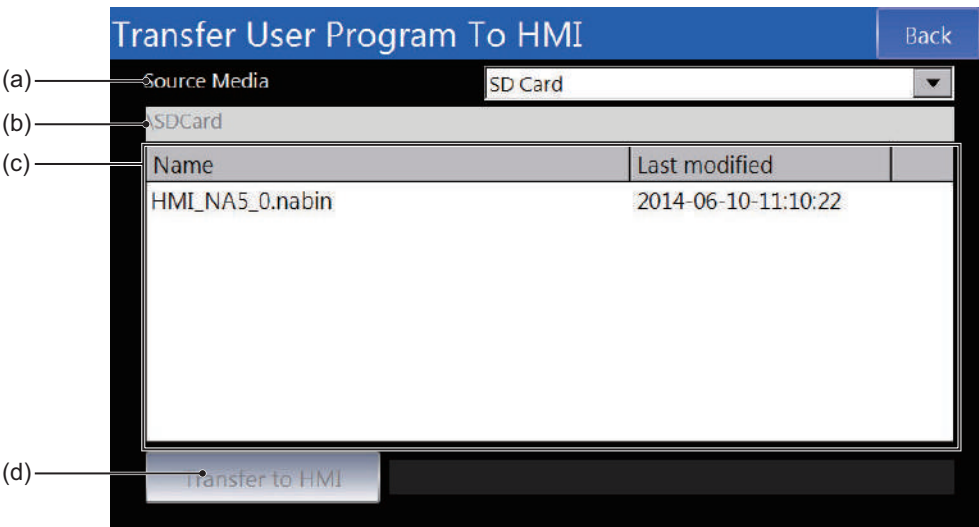 Transfer User Program To HMI Back
(a) Source Media SD Card
(b) \SDCard
(c) Name Last modified
HMI_NA5_0.nabin 2014-06-10-11:10:22
(d) Transfer to HMI